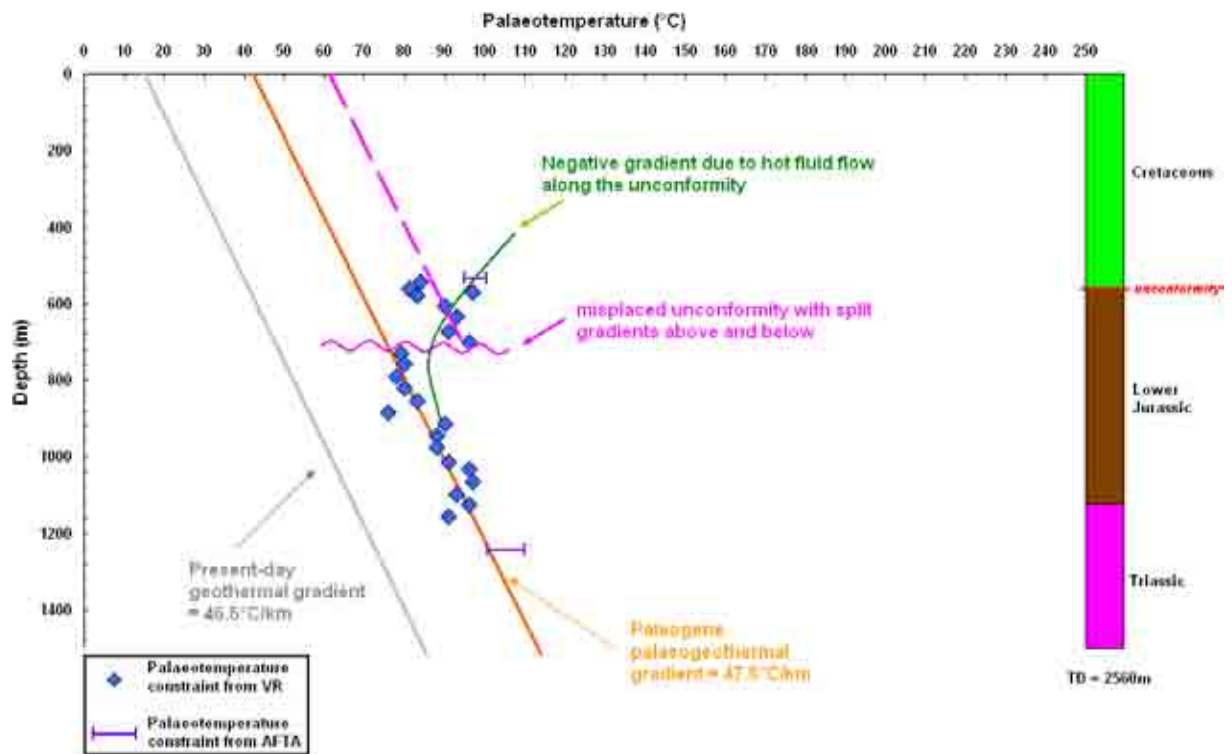 Palaeotemperature (°C)
0 10 20 30 40 50 60 70 80 90 100 110 120 130 140 150 160 170 180 190 200 210 220 230 240 250
0
200
400
600
800
1000
1200
1400
Depth (m)
Negative gradient due to hot fluid flow
along the unconformity
misplaced unconformity with split
gradients above and below
Present-day
geothermal gradient
= 46.5°C/km
Paleogene
palaeogeothermal
gradient = 47.5°C/km
Cretaceous
unconformity
Lower
Jurassic
Triassic
TD = 2560m
Palaeotemperature
constraint from VR
Palaeotemperature
constraint from AFTA